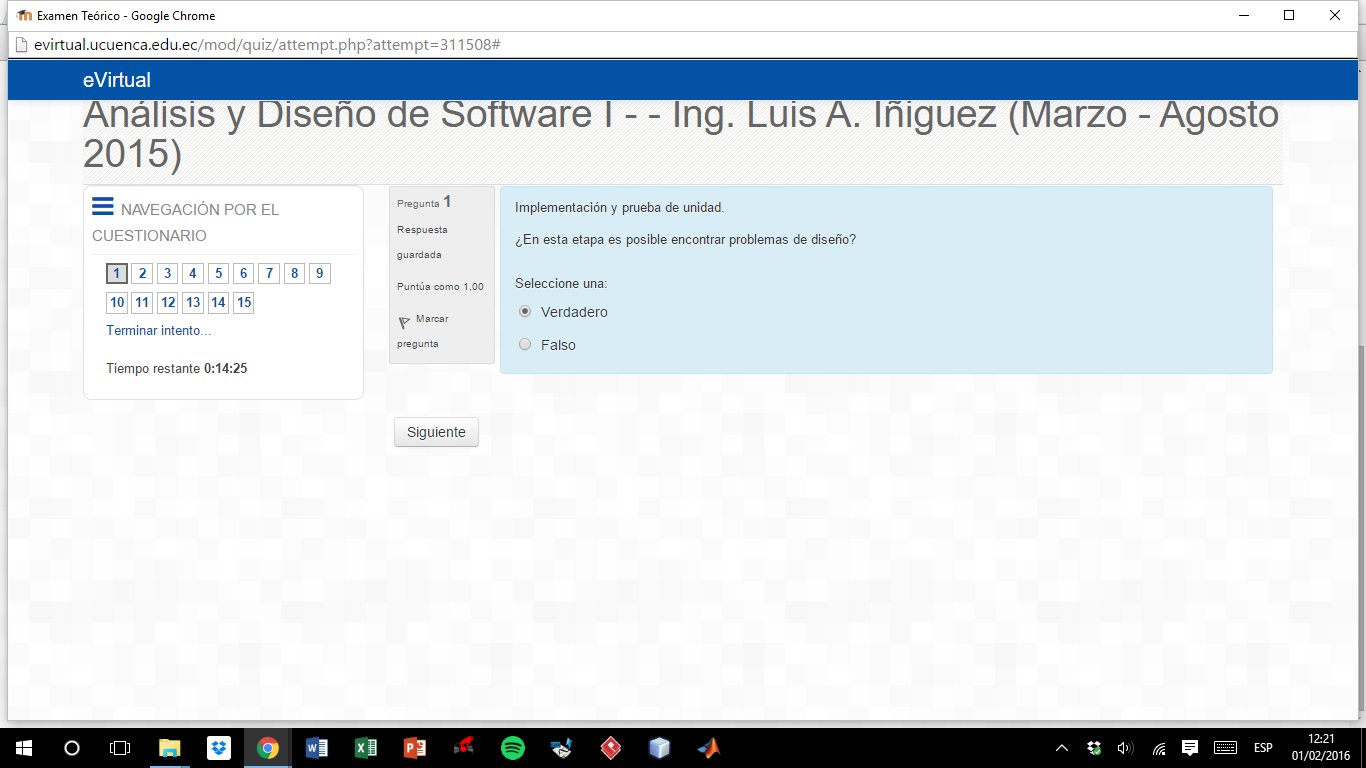 Examen Teórico - Google Chrome
evirtual.ucuenca.edu.ec/mod/quiz/attempt.php?attempt=311508#
eVirtual
Análisis y Diseño de Software I - - Ing. Luis A. Iñiguez (Marzo - Agosto
2015)
NAVEGACIÓN POR EL
CUESTIONARIO
1 2 3 4 5 6 7 8 9
10 11 12 13 14 15
Terminar intento...
Tiempo restante 0:14:25
Pregunta 1
Respuesta
guardada
Puntúa como 1,00
Marcar
pregunta
Implementación y prueba de unidad.
¿En esta etapa es posible encontrar problemas de diseño?
Seleccione una:
Verdadero
Falso
Siguiente
ESP
12:21
01/02/2016